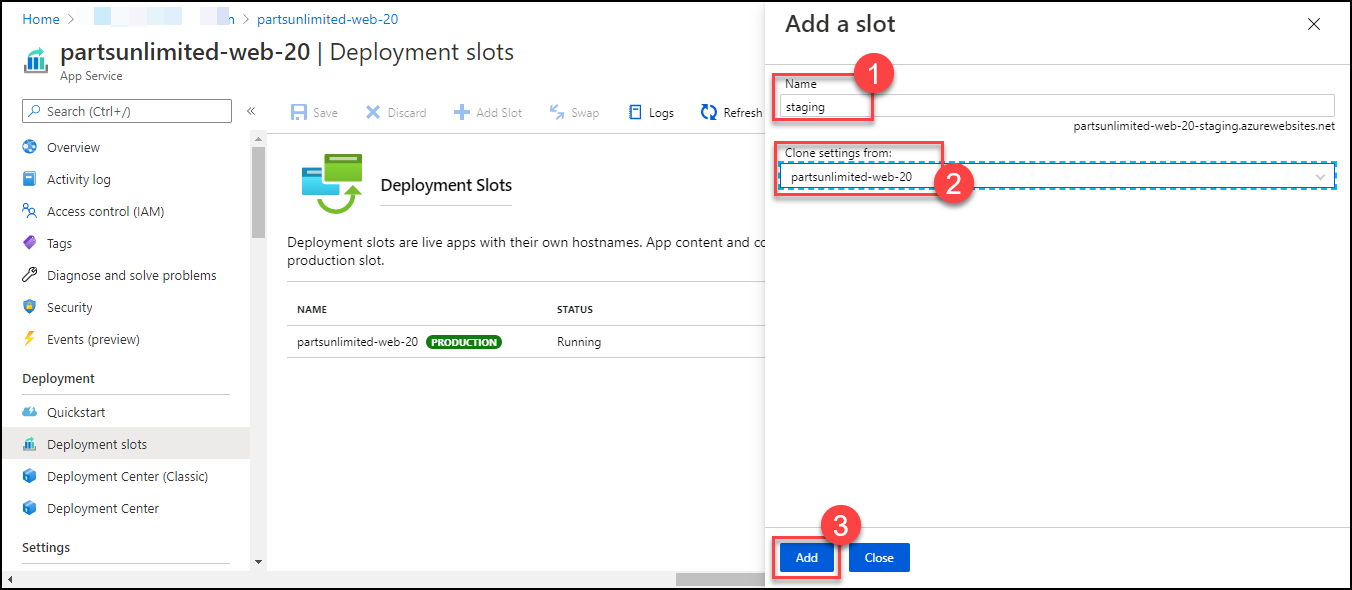 Home > n > partsunlimited-web-20
partsunlimited-web-20 | Deployment slots
App Service
Search (Ctrl+/)
«
Overview
Activity log
Access control (IAM)
Tags
Diagnose and solve problems
Security
Events (preview)
Deployment
Quickstart
Deployment slots
Deployment Center (Classic)
Deployment Center
Settings
Save Discard Add Slot Swap Logs Refresh
Deployment Slots
Deployment slots are live apps with their own hostnames. App content and co
production slot.
NAME STATUS
partsunlimited-web-20 PRODUCTION Running
Add a slot
1
Name
staging
partsunlimited-web-20-staging.azurewebsites.net
Clone settings from:
partsunlimited-web-20
2
3
Add Close